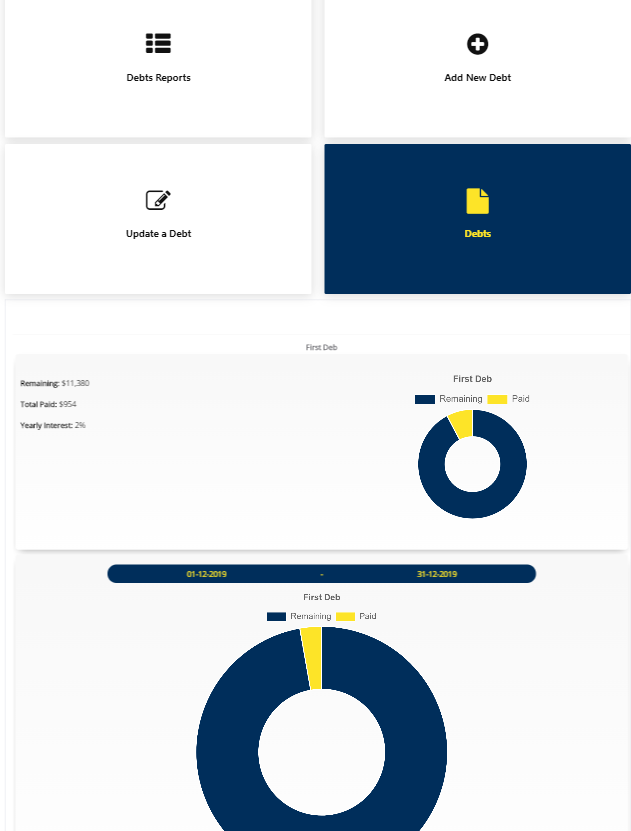 Debts Reports
Add New Debt
Update a Debt
Debts
First Deb
Remaining: $11,380
Total Paid: $954
Yearly Interest: 2%
First Deb
Remaining Paid
01-12-2019 - 31-12-2019
First Deb
Remaining Paid